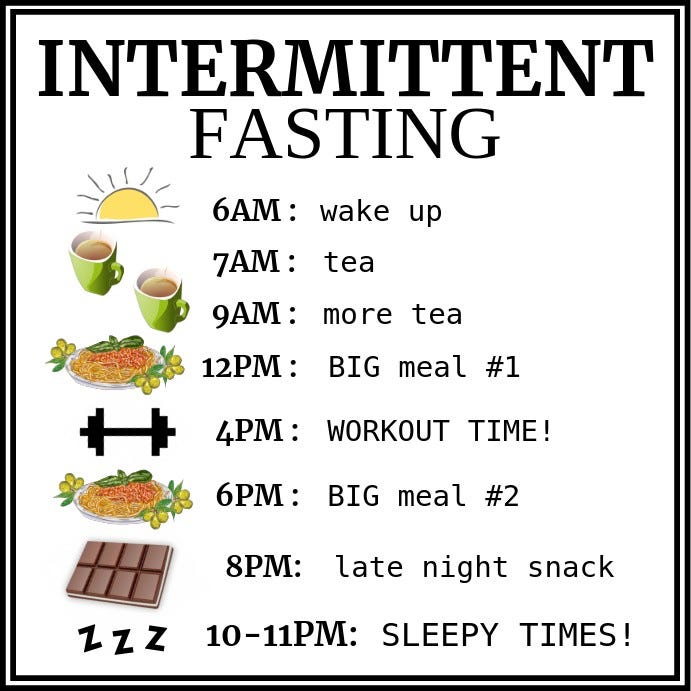 INTERMITTENT
FASTING
6AM: wake up
7AM: tea
9AM: more tea
12PM: BIG meal #1
4PM: WORKOUT TIME!
6PM: BIG meal #2
8PM: late night snack
z z z 10-11PM: SLEEPY TIMES!